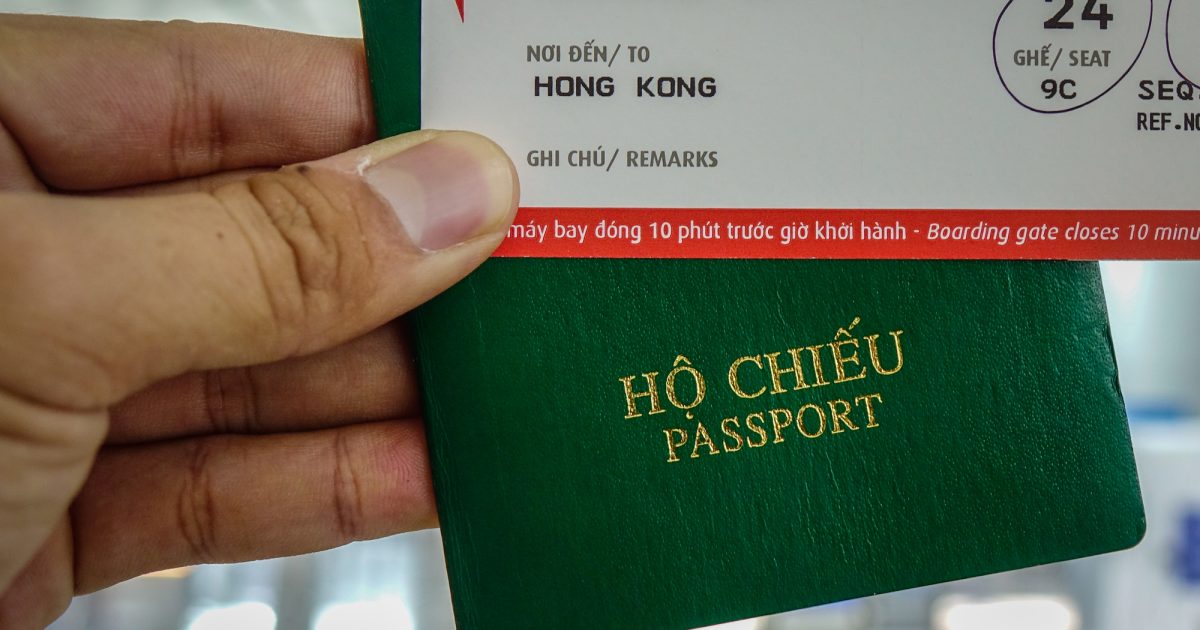 24
NƠI ĐẾN/ TO
GHẾ/ SEAT
HONG KONG
9C
SEQ.
REF.NO
GHI CHÚ/ REMARKS
máy bay đóng 10 phút trước giờ khởi hành - Boarding gate closes 10 minu
HỘ CHIẾU
PASSPORT